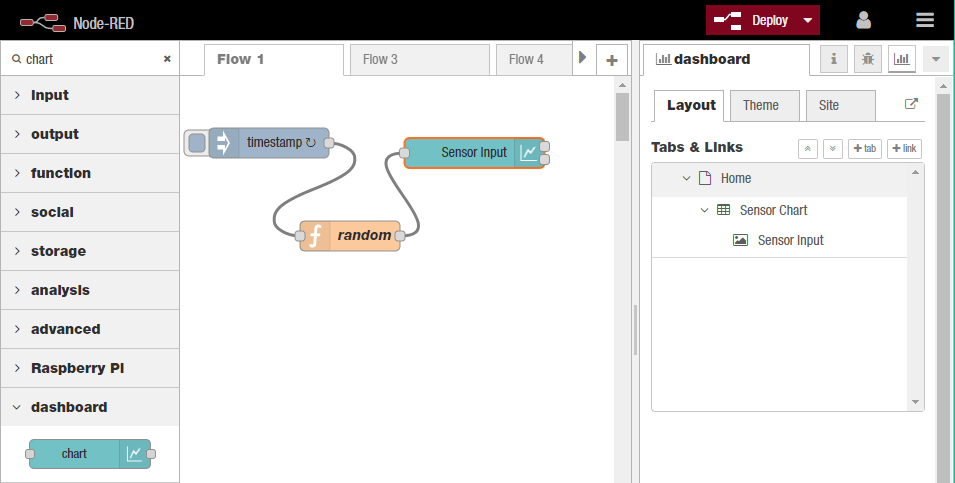 Node-RED
Deploy
chart
Flow 1
Flow 3
Flow 4
dashboard
input
output
function
social
storage
analysis
advanced
Raspberry Pi
dashboard
chart
timestamp ↻
Sensor Input
random
Layout
Theme
Site
Tabs & Links
+ tab
+ link
Home
Sensor Chart
Sensor Input